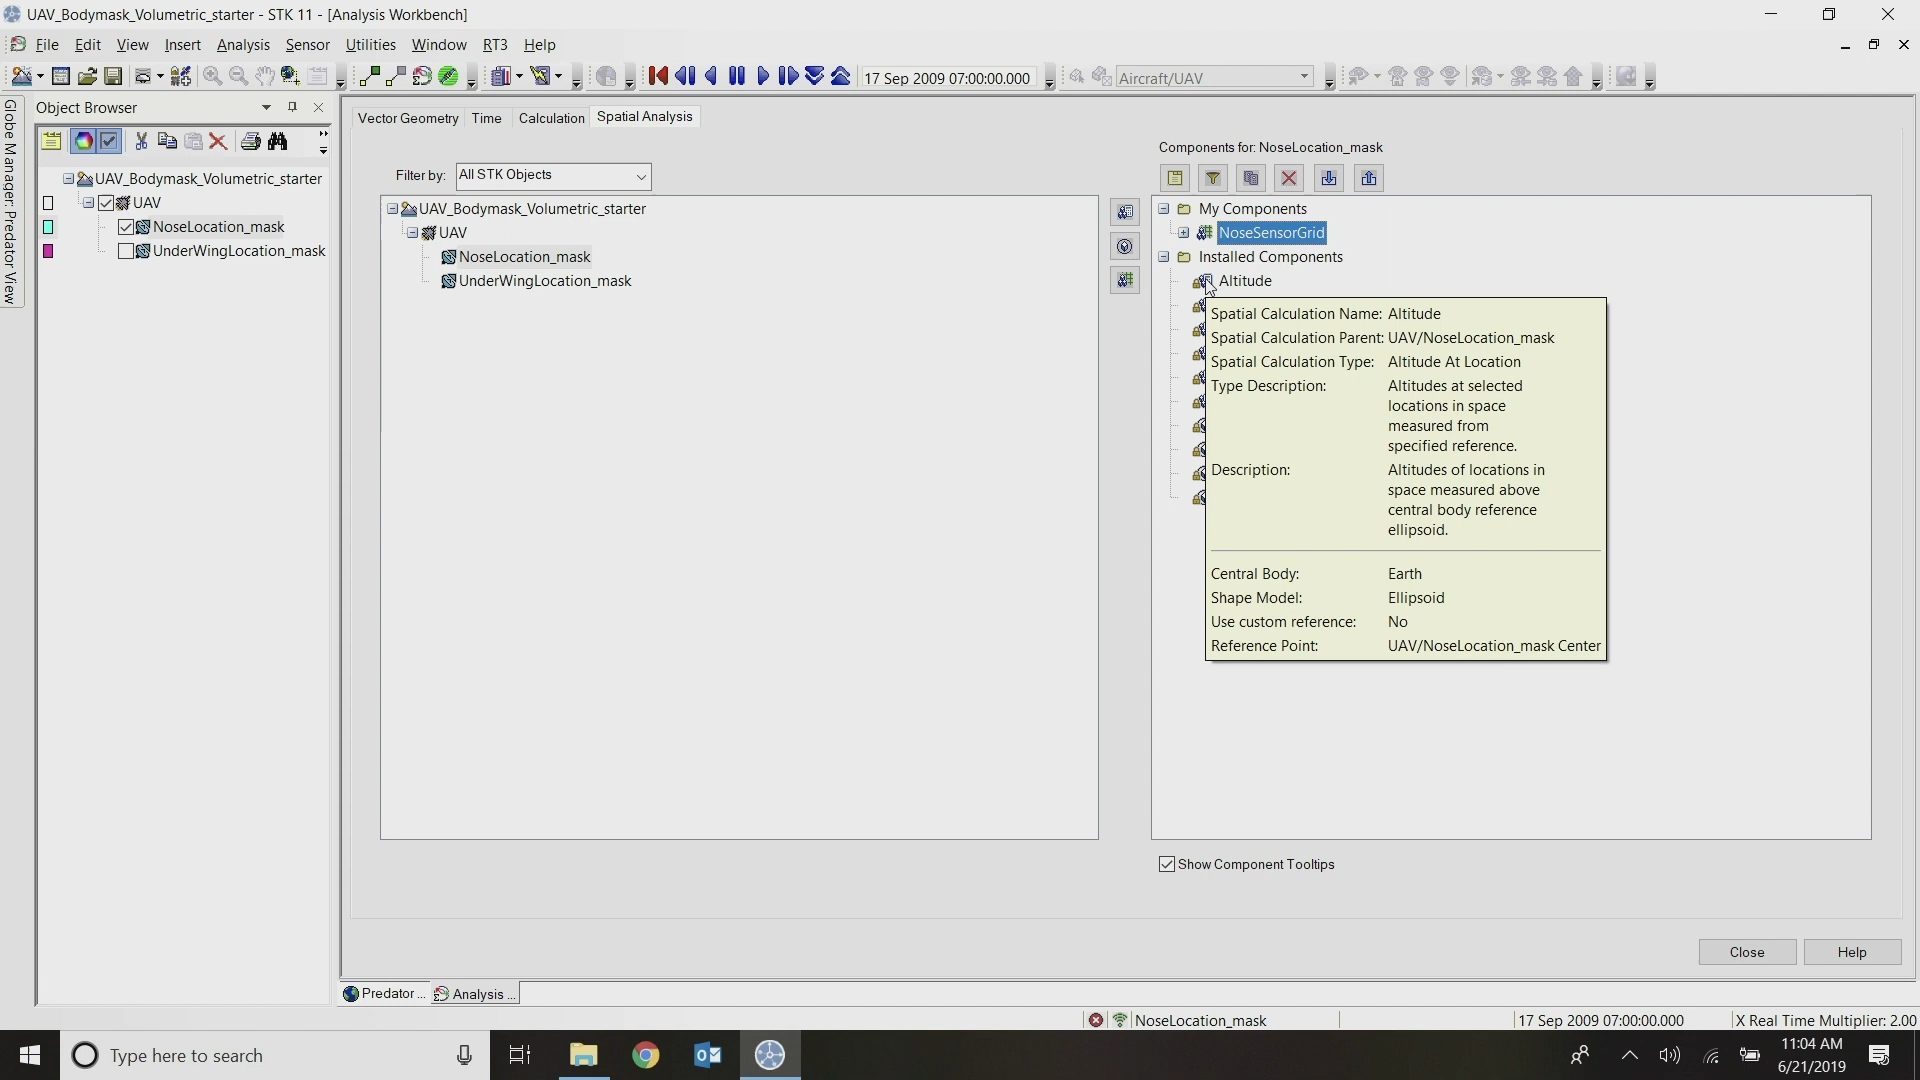 UAV_Bodymask_Volumetric_starter - STK 11 - [Analysis Workbench]
File Edit View Insert Analysis Sensor Utilities Window RT3 Help
17 Sep 2009 07:00:00.000 Aircraft/UAV
Globe Manager: Predator View
Object Browser
UAV_Bodymask_Volumetric_starter
UAV
NoseLocation_mask
UnderWingLocation_mask
Vector Geometry Time Calculation Spatial Analysis
Filter by: All STK Objects
UAV_Bodymask_Volumetric_starter
UAV
NoseLocation_mask
UnderWingLocation_mask
Components for: NoseLocation_mask
My Components
NoseSensorGrid
Installed Components
Altitude
Spatial Calculation Name: Altitude
Spatial Calculation Parent: UAV/NoseLocation_mask
Spatial Calculation Type: Altitude At Location
Type Description: Altitudes at selected
locations in space
measured from
specified reference.
Description: Altitudes of locations in
space measured above
central body reference
ellipsoid.
Central Body: Earth
Shape Model: Ellipsoid
Use custom reference: No
Reference Point: UAV/NoseLocation_mask Center
Show Component Tooltips
Close Help
Predator ... Analysis ...
NoseLocation_mask 17 Sep 2009 07:00:00.000 X Real Time Multiplier: 2.00
Type here to search
11:04 AM
6/21/2019